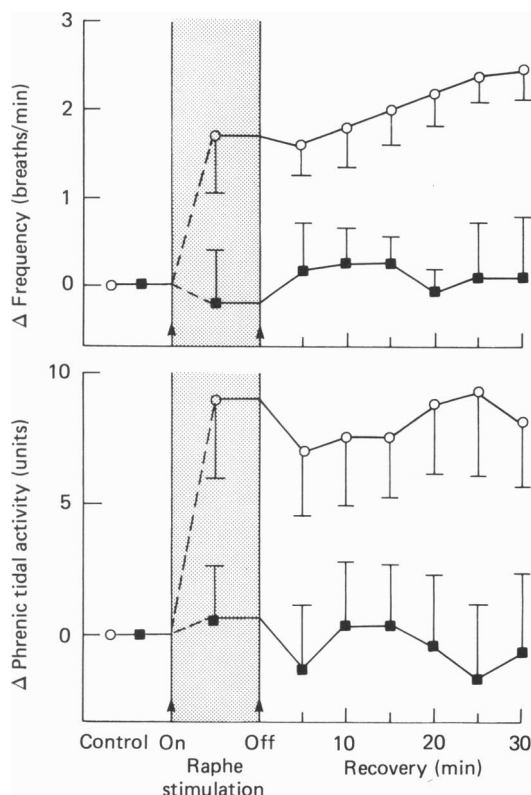 Δ Frequency (breaths/min)
3
2
1
0
Δ Phrenic tidal activity (units)
10
5
0
Control On Off 10 20 30
Raphe stimulation
Recovery (min)